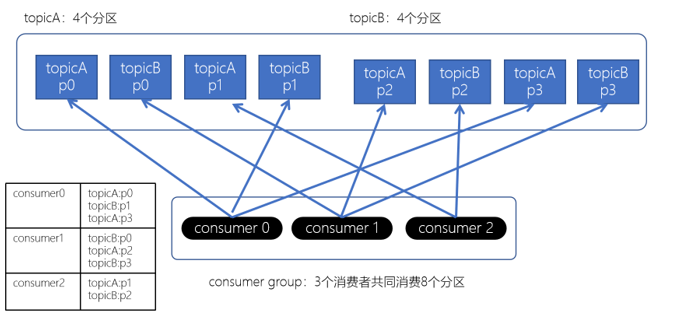 topicA：4个分区
topicB：4个分区
topicA
p0
topicB
p0
topicA
p1
topicB
p1
topicA
p2
topicB
p2
topicA
p3
topicB
p3
consumer 0
consumer 1
consumer 2
consumer group：3个消费者共同消费8个分区
consumer0
topicA:p0
topicB:p1
topicA:p3
consumer1
topicB:p0
topicA:p2
topicB:p3
consumer2
topicA:p1
topicB:p2